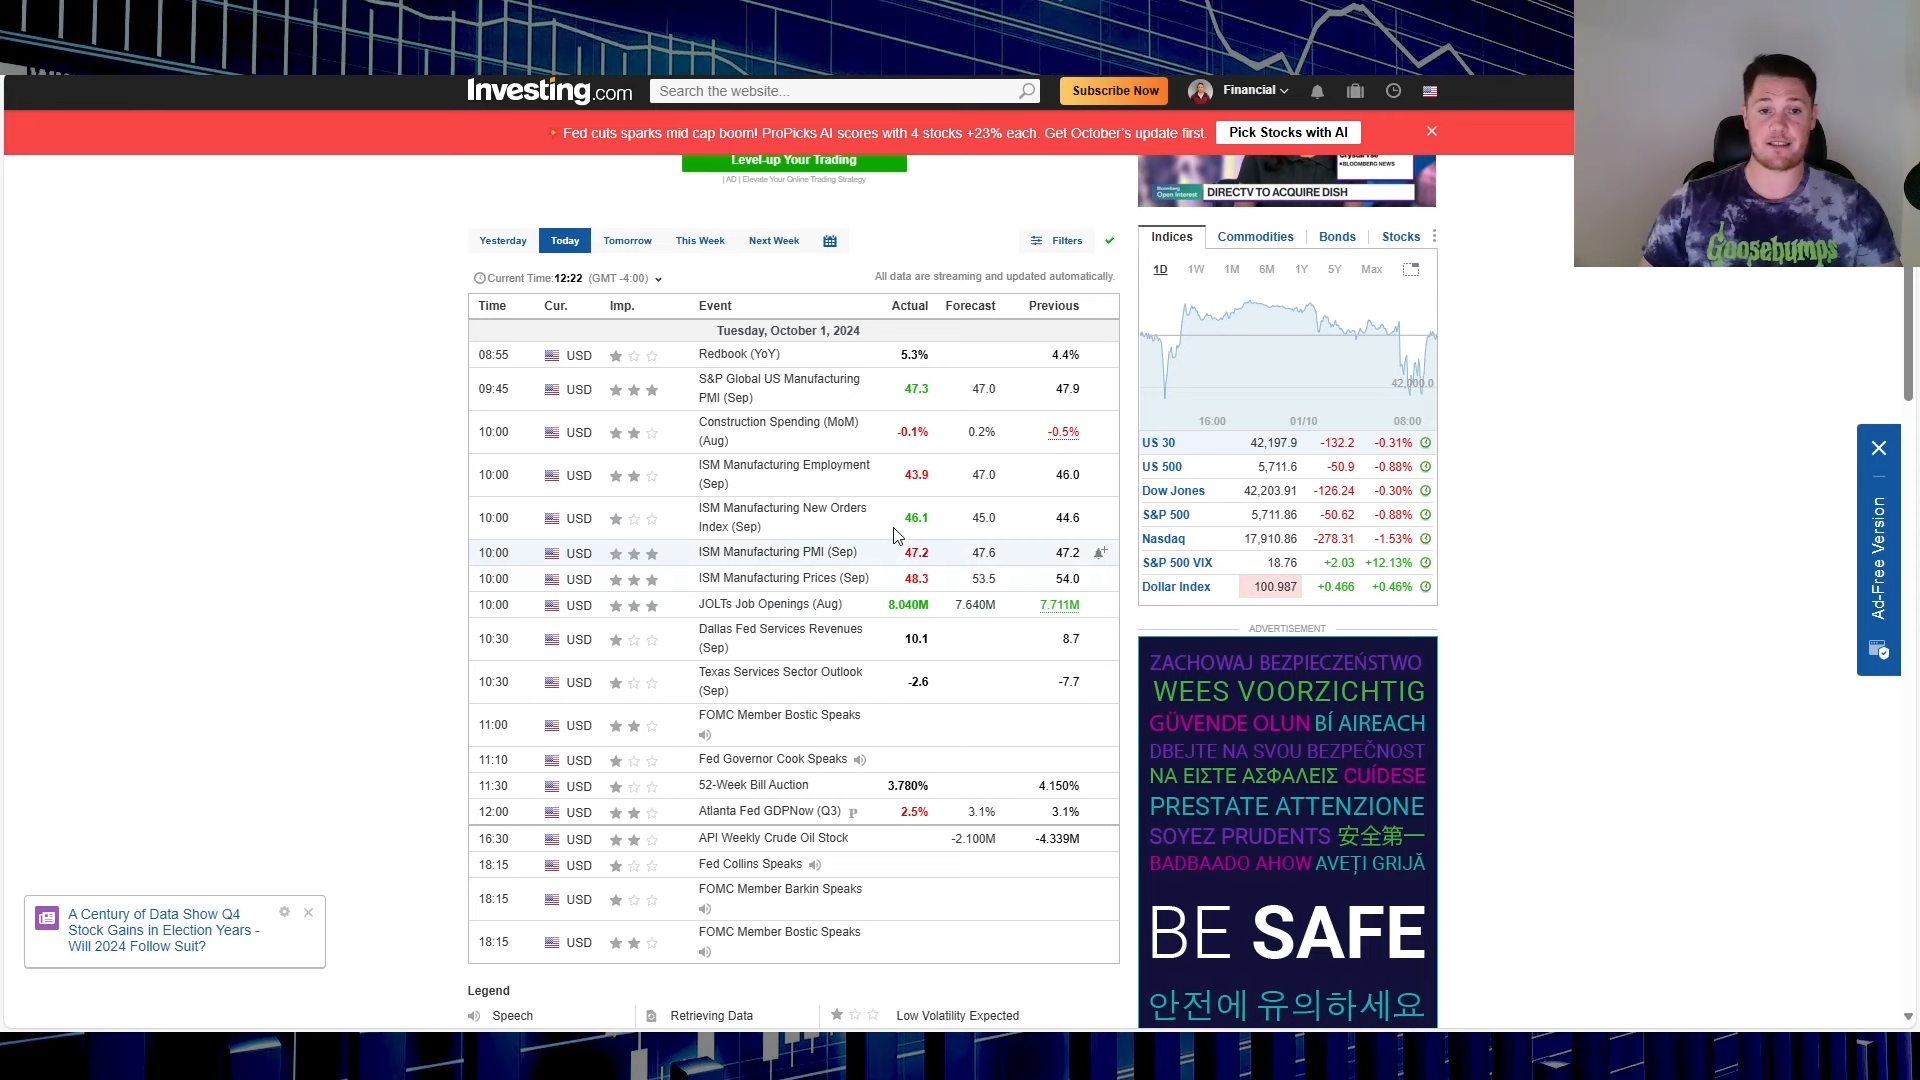 Investing.com
Search the website...
Subscribe Now
Financial
Fed cuts sparks mid cap boom! ProPicks AI scores with 4 stocks +23% each. Get October's update first.
Pick Stocks with AI
Level-up Your Trading
| AD | Elevate Your Online Trading Strategy
BLOOMBERG NEWS
Bloomberg
Open Interest
DIRECTV TO ACQUIRE DISH
Goosebumps
Yesterday Today Tomorrow This Week Next Week Filters
Current Time:12:22 (GMT -4:00)
All data are streaming and updated automatically.
Time Cur. Imp. Event Actual Forecast Previous
Tuesday, October 1, 2024
08:55 USD Redbook (YoY) 5.3% 4.4%
09:45 USD S&P Global US Manufacturing
PMI (Sep) 47.3 47.0 47.9
10:00 USD Construction Spending (MoM)
(Aug) -0.1% 0.2% -0.5%
10:00 USD ISM Manufacturing Employment
(Sep) 43.9 47.0 46.0
10:00 USD ISM Manufacturing New Orders
Index (Sep) 46.1 45.0 44.6
10:00 USD ISM Manufacturing PMI (Sep) 47.2 47.6 47.2
10:00 USD ISM Manufacturing Prices (Sep) 48.3 53.5 54.0
10:00 USD JOLTs Job Openings (Aug) 8.040M 7.640M 7.711M
10:30 USD Dallas Fed Services Revenues
(Sep) 10.1 8.7
10:30 USD Texas Services Sector Outlook
(Sep) -2.6 -7.7
11:00 USD FOMC Member Bostic Speaks
11:10 USD Fed Governor Cook Speaks
11:30 USD 52-Week Bill Auction 3.780% 4.150%
12:00 USD Atlanta Fed GDPNow (Q3) P 2.5% 3.1% 3.1%
16:30 USD API Weekly Crude Oil Stock -2.100M -4.339M
18:15 USD Fed Collins Speaks
18:15 USD FOMC Member Barkin Speaks
18:15 USD FOMC Member Bostic Speaks
Legend
Speech Retrieving Data Low Volatility Expected
Indices Commodities Bonds Stocks
1D 1W 1M 6M 1Y 5Y Max
42,000.0
16:00 01/10 08:00
US 30 42,197.9 -132.2 -0.31%
US 500 5,711.6 -50.9 -0.88%
Dow Jones 42,203.91 -126.24 -0.30%
S&P 500 5,711.86 -50.62 -0.88%
Nasdaq 17,910.86 -278.31 -1.53%
S&P 500 VIX 18.76 +2.03 +12.13%
Dollar Index 100.987 +0.466 +0.46%
ADVERTISEMENT
ZACHOWAJ BEZPIECZEŃSTWO
WEES VOORZICHTIG
GÜVENDE OLUN BÍ AIREACH
DBEJTE NA SVOU BEZPEČNOST
ΝΑ ΕΙΣΤΕ ΑΣΦΑΛΕΙΣ CUÍDESE
PRESTATE ATTENZIONE
SOYEZ PRUDENTS 安全第一
BADBAADO AHOW AVEȚI GRIJĂ
BE SAFE
안전에 유의하세요
Ad-Free Version
A Century of Data Show Q4
Stock Gains in Election Years -
Will 2024 Follow Suit?